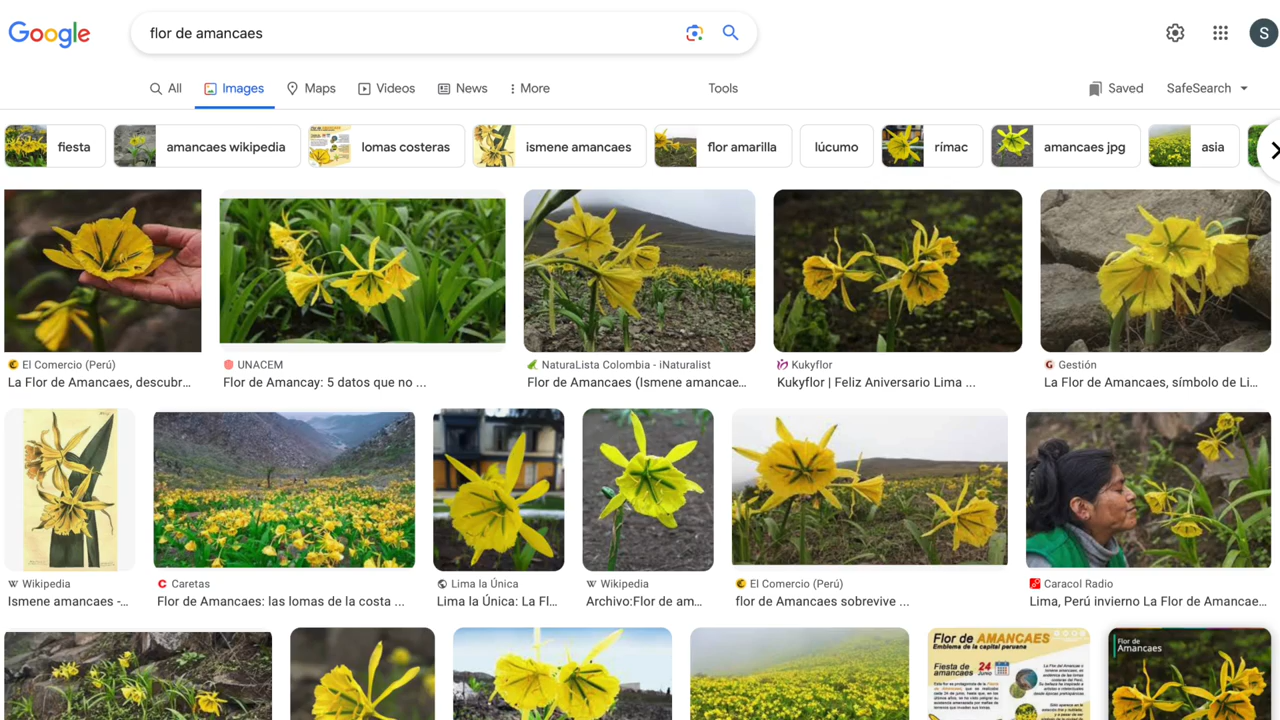 Google
flor de amancaes
S
All
Images
Maps
Videos
News
More
Tools
Saved
SafeSearch
fiesta
amancaes wikipedia
lomas costeras
ismene amancaes
flor amarilla
lúcumo
rímac
amancaes jpg
asia
El Comercio (Perú)
La Flor de Amancaes, descubr...
UNACEM
Flor de Amancay: 5 datos que no ...
NaturaLista Colombia - iNaturalist
Flor de Amancaes (Ismene amancae...
Kukyflor
Kukyflor | Feliz Aniversario Lima ...
Gestión
La Flor de Amancaes, símbolo de Li...
Wikipedia
Ismene amancaes -...
Caretas
Flor de Amancaes: las lomas de la costa ...
Lima la Única
Lima la Única: La Fl...
Wikipedia
Archivo:Flor de am...
El Comercio (Perú)
flor de Amancaes sobrevive ...
Caracol Radio
Lima, Perú invierno La Flor de Amancae...
Flor de AMANCAES
Emblema de la capital peruana
Fiesta de
amancaes
24
Junio
Flor de
Amancaes